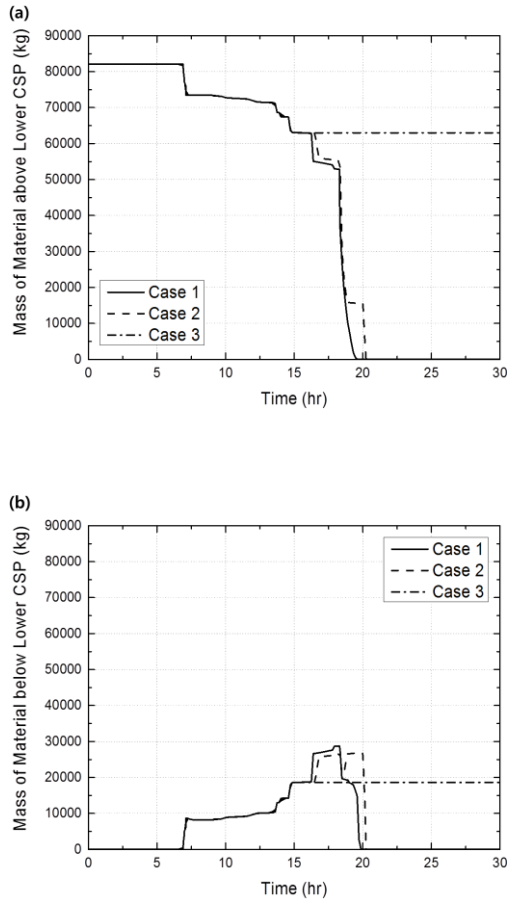 (a)
Mass of Material above Lower CSP (kg)
90000
80000
70000
60000
50000
40000
30000
20000
10000
0
Case 1
Case 2
Case 3
0 5 10 15 20 25 30
Time (hr)
(b)
Mass of Material below Lower CSP (kg)
90000
80000
70000
60000
50000
40000
30000
20000
10000
0
Case 1
Case 2
Case 3
0 5 10 15 20 25 30
Time (hr)